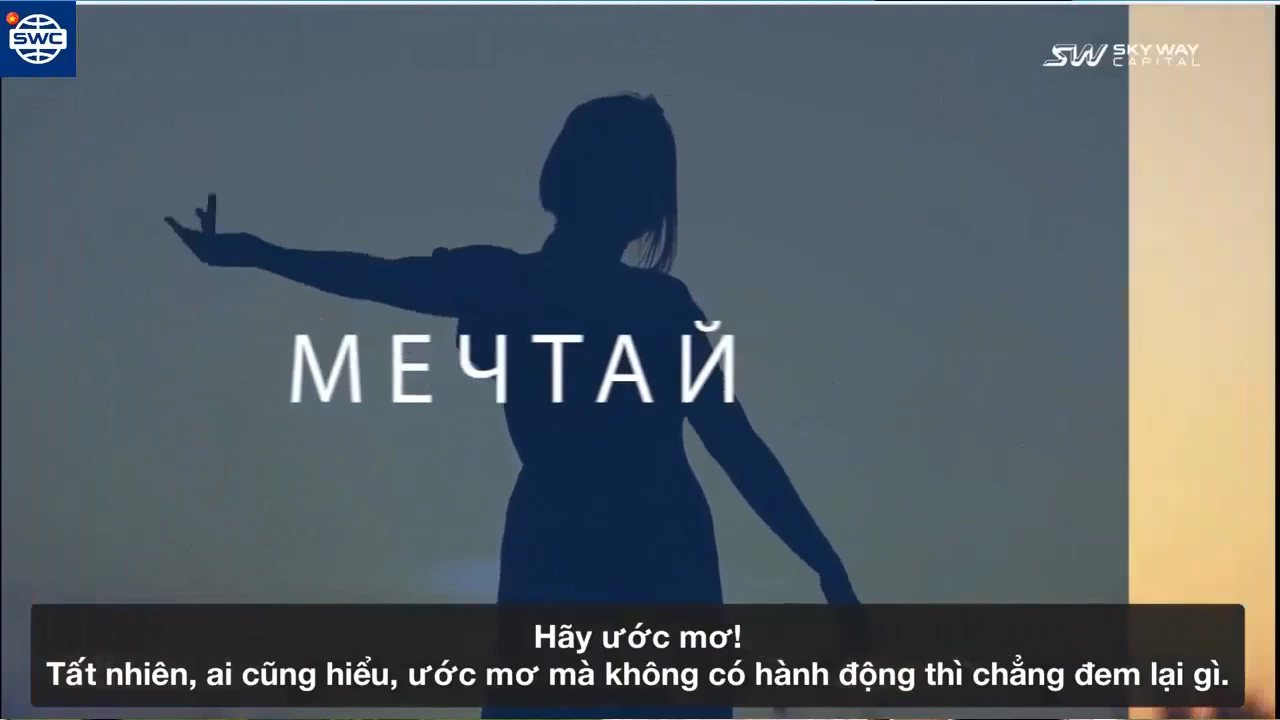 SWC
SW SKY WAY
CAPITAL
МЕЧТАЙ
Hãy ước mơ!
Tất nhiên, ai cũng hiểu, ước mơ mà không có hành động thì chẳng đem lại gì.